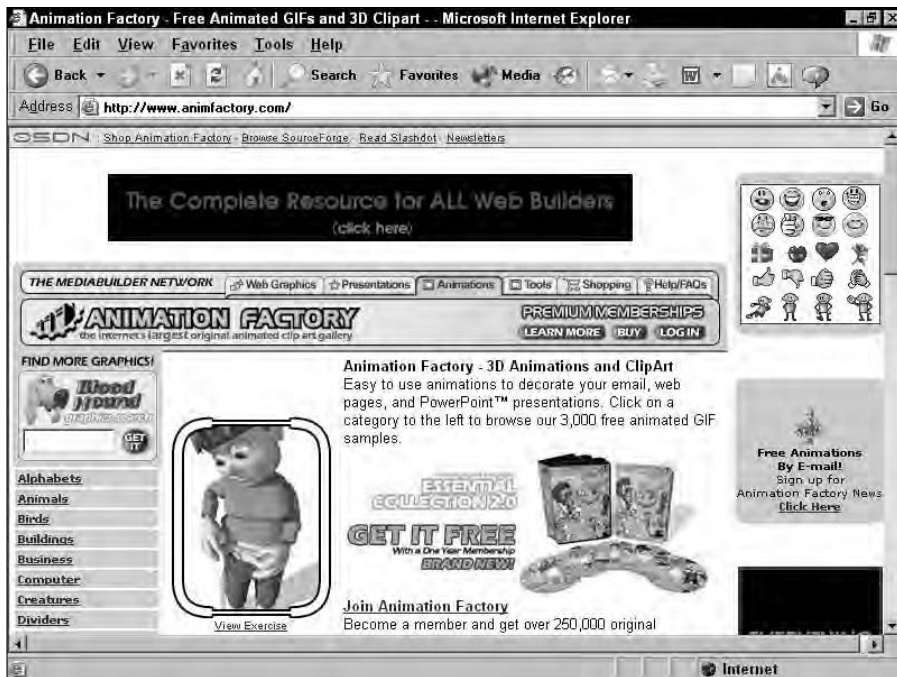 Animation Factory - Free Animated GIFs and 3D Clipart - - Microsoft Internet Explorer
File Edit View Favorites Tools Help
Back Search Favorites Media
Address http://www.animfactory.com/ Go
OSDN : Shop Animation Factory - Browse SourceForge - Read Slashdot - Newsletters
The Complete Resource for ALL Web Builders
(click here)
THE MEDIABUILDER NETWORK Web Graphics Presentations Animations Tools Shopping Help/FAQs
ANIMATION FACTORY
the internet's largest original animated clip art gallery
PREMIUM MEMBERSHIPS
LEARN MORE BUY LOG IN
FIND MORE GRAPHICS!
Blood
Hound
graphics search
GET IT
Alphabets
Animals
Birds
Buildings
Business
Computer
Creatures
Dividers
View Exercise
Animation Factory - 3D Animations and ClipArt
Easy to use animations to decorate your email, web
pages, and PowerPoint™ presentations. Click on a
category to the left to browse our 3,000 free animated GIF
samples.
ESSENTIAL
COLLECTION 2.0
GET IT FREE
With a One Year Membership
BRAND NEW!
Join Animation Factory
Become a member and get over 250,000 original
Free Animations
By E-mail!
Sign up for
Animation Factory News
Click Here
Internet